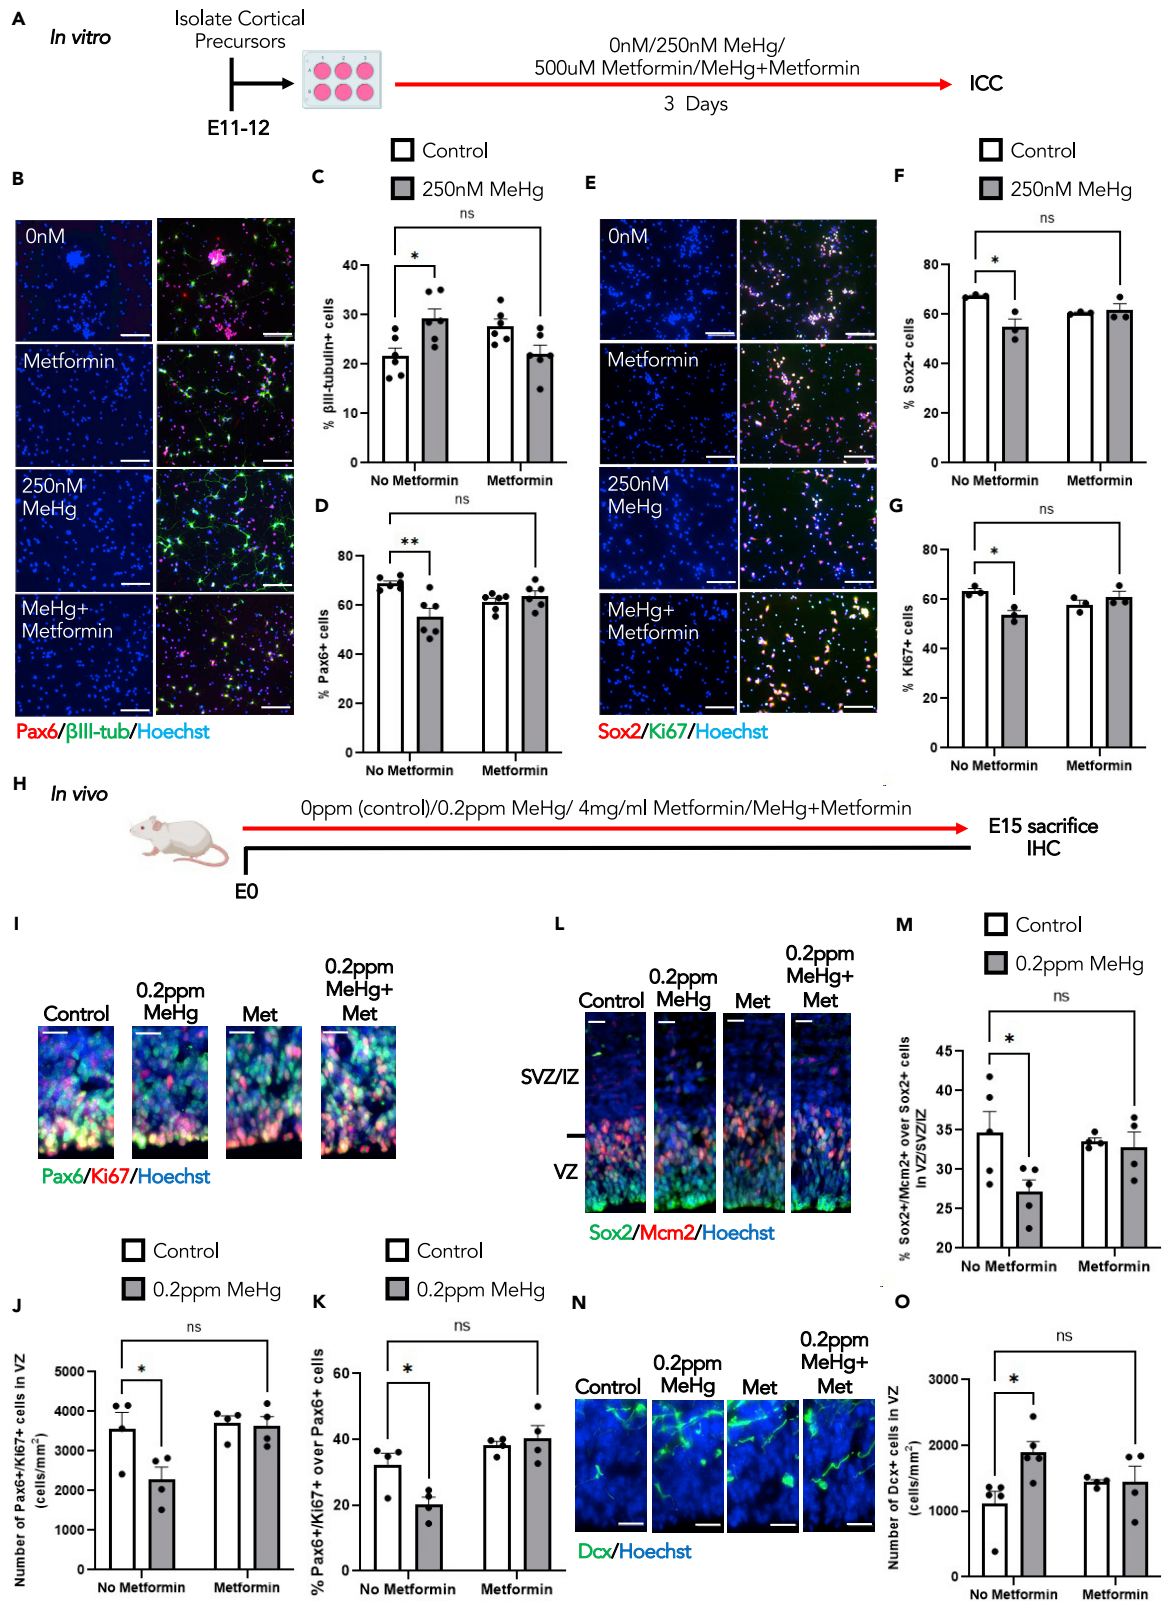 A
In vitro
Isolate Cortical
Precursors
E11-12
0nM/250nM MeHg/
500uM Metformin/MeHg+Metformin
3 Days
ICC
B
0nM
Metformin
250nM
MeHg
MeHg+
Metformin
Pax6/βIII-tub/Hoechst
C
Control
250nM MeHg
ns
*
% βIII-tubulin+ cells
40
30
20
10
0
No Metformin
Metformin
D
ns
**
% Pax6+ cells
80
60
40
20
0
No Metformin
Metformin
E
0nM
Metformin
250nM
MeHg
MeHg+
Metformin
Sox2/Ki67/Hoechst
F
Control
250nM MeHg
ns
*
% Sox2+ cells
80
60
40
20
0
No Metformin
Metformin
G
ns
*
% Ki67+ cells
80
60
40
20
0
No Metformin
Metformin
H
In vivo
0ppm (control)/0.2ppm MeHg/ 4mg/ml Metformin/MeHg+Metformin
E0
E15 sacrifice
IHC
I
Control
0.2ppm
MeHg
Met
0.2ppm
MeHg+
Met
Pax6/Ki67/Hoechst
L
Control
0.2ppm
MeHg
Met
0.2ppm
MeHg+
Met
SVZ/IZ
VZ
Sox2/Mcm2/Hoechst
M
Control
0.2ppm MeHg
ns
*
% Sox2+/Mcm2+ over Sox2+ cells
In VZ/SVZ/IZ
45
40
35
30
25
20
No Metformin
Metformin
J
Control
0.2ppm MeHg
ns
*
Number of Pax6+/Ki67+ cells in VZ
(cells/mm²)
5000
4000
3000
2000
1000
0
No Metformin
Metformin
K
Control
0.2ppm MeHg
ns
*
% Pax6+/Ki67+ over Pax6+ cells
60
40
20
0
No Metformin
Metformin
N
Control
0.2ppm
MeHg
Met
0.2ppm
MeHg+
Met
Dcx/Hoechst
O
ns
*
Number of Dcx+ cells in VZ
(cells/mm²)
3000
2000
1000
0
No Metformin
Metformin